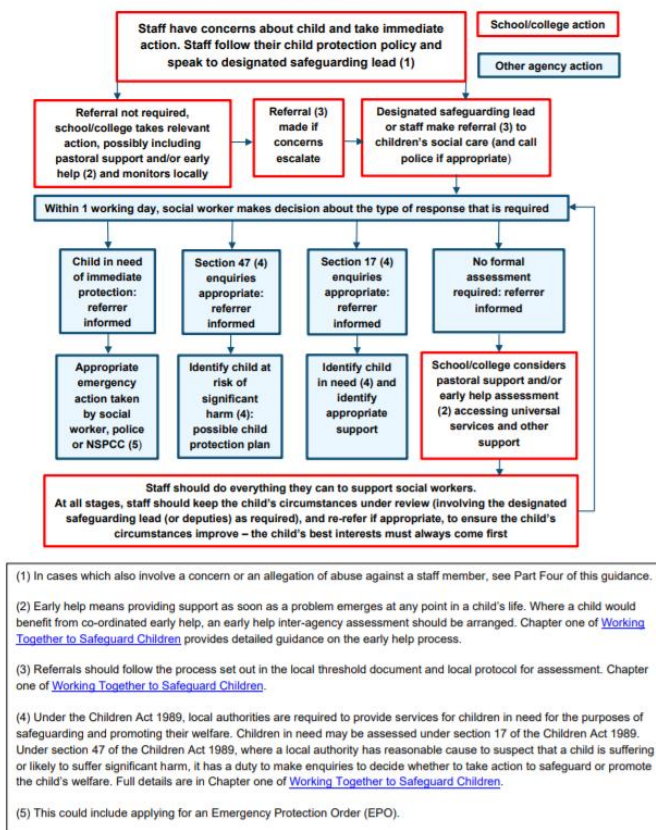 Staff have concerns about child and take immediate
action. Staff follow their child protection policy and
speak to designated safeguarding lead (1)
School/college action
Other agency action
Referral not required,
school/college takes relevant
action, possibly including
pastoral support and/or early
help (2) and monitors locally
Referral (3)
made if
concerns
escalate
Designated safeguarding lead
or staff make referral (3) to
children's social care (and call
police if appropriate)
Within 1 working day, social worker makes decision about the type of response that is required
Child in need
of immediate
protection:
referrer
informed
Section 47 (4)
enquiries
appropriate:
referrer
informed
Section 17 (4)
enquiries
appropriate:
referrer
informed
No formal
assessment
required: referrer
informed
Appropriate
emergency
action taken
by social
worker, police
or NSPCC (5)
Identify child at
risk of
significant
harm (4):
possible child
protection plan
Identify child
in need (4) and
identify
appropriate
support
School/college considers
pastoral support and/or
early help assessment
(2) accessing universal
services and other
support
Staff should do everything they can to support social workers.
At all stages, staff should keep the child's circumstances under review (involving the designated
safeguarding lead (or deputies) as required), and re-refer if appropriate, to ensure the child's
circumstances improve – the child's best interests must always come first
(1) In cases which also involve a concern or an allegation of abuse against a staff member, see Part Four of this guidance.
(2) Early help means providing support as soon as a problem emerges at any point in a child's life. Where a child would
benefit from co-ordinated early help, an early help inter-agency assessment should be arranged. Chapter one of Working
Together to Safeguard Children provides detailed guidance on the early help process.
(3) Referrals should follow the process set out in the local threshold document and local protocol for assessment. Chapter
one of Working Together to Safeguard Children.
(4) Under the Children Act 1989, local authorities are required to provide services for children in need for the purposes of
safeguarding and promoting their welfare. Children in need may be assessed under section 17 of the Children Act 1989.
Under section 47 of the Children Act 1989, where a local authority has reasonable cause to suspect that a child is suffering
or likely to suffer significant harm, it has a duty to make enquiries to decide whether to take action to safeguard or promote
the child's welfare. Full details are in Chapter one of Working Together to Safeguard Children.
(5) This could include applying for an Emergency Protection Order (EPO).